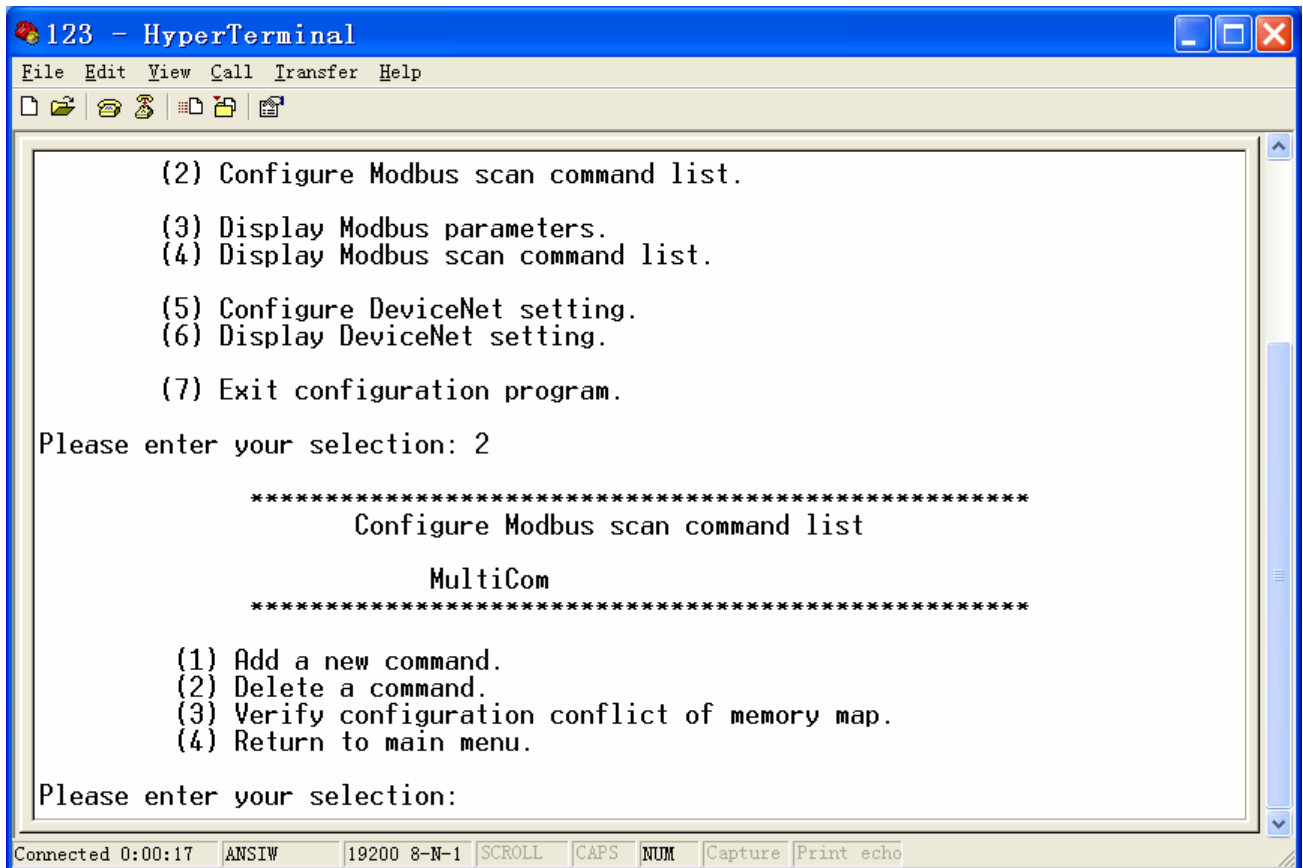 123 - HyperTerminal
File Edit View Call Transfer Help
(2) Configure Modbus scan command list.
(3) Display Modbus parameters.
(4) Display Modbus scan command list.
(5) Configure DeviceNet setting.
(6) Display DeviceNet setting.
(7) Exit configuration program.
Please enter your selection: 2
****************************************************
Configure Modbus scan command list
MultiCom
****************************************************
(1) Add a new command.
(2) Delete a command.
(3) Verify configuration conflict of memory map.
(4) Return to main menu.
Please enter your selection:
Connected 0:00:17 ANSIW 19200 8-N-1 SCROLL CAPS NUM Capture Print echo